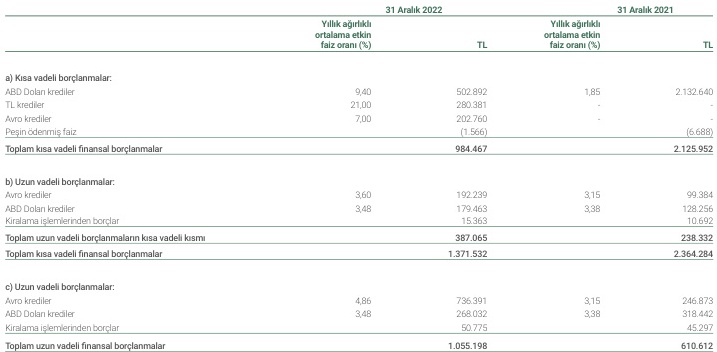 31 Aralık 2022 31 Aralık 2021
Yıllık ağırlıklı Yıllık ağırlıklı
ortalama etkin ortalama etkin
faiz oranı (%) TL faiz oranı (%) TL
a) Kısa vadeli borçlanmalar:
ABD Doları krediler 9,40 502.892 1,85 2.132.640
TL krediler 21,00 280.381 - -
Avro krediler 7,00 202.760 - -
Peşin ödenmiş faiz (1.566) (6.688)
Toplam kısa vadeli finansal borçlanmalar 984.467 2.125.952
b) Uzun vadeli borçlanmalar:
Avro krediler 3,60 192.239 3,15 99.384
ABD Doları krediler 3,48 179.463 3,38 128.256
Kiralama işlemlerinden borçlar 15.363 10.692
Toplam uzun vadeli borçlanmaların kısa vadeli kısmı 387.065 238.332
Toplam kısa vadeli finansal borçlanmalar 1.371.532 2.364.284
c) Uzun vadeli borçlanmalar:
Avro krediler 4,86 736.391 3,15 246.873
ABD Doları krediler 3,48 268.032 3,38 318.442
Kiralama işlemlerinden borçlar 50.775 45.297
Toplam uzun vadeli finansal borçlanmalar 1.055.198 610.612